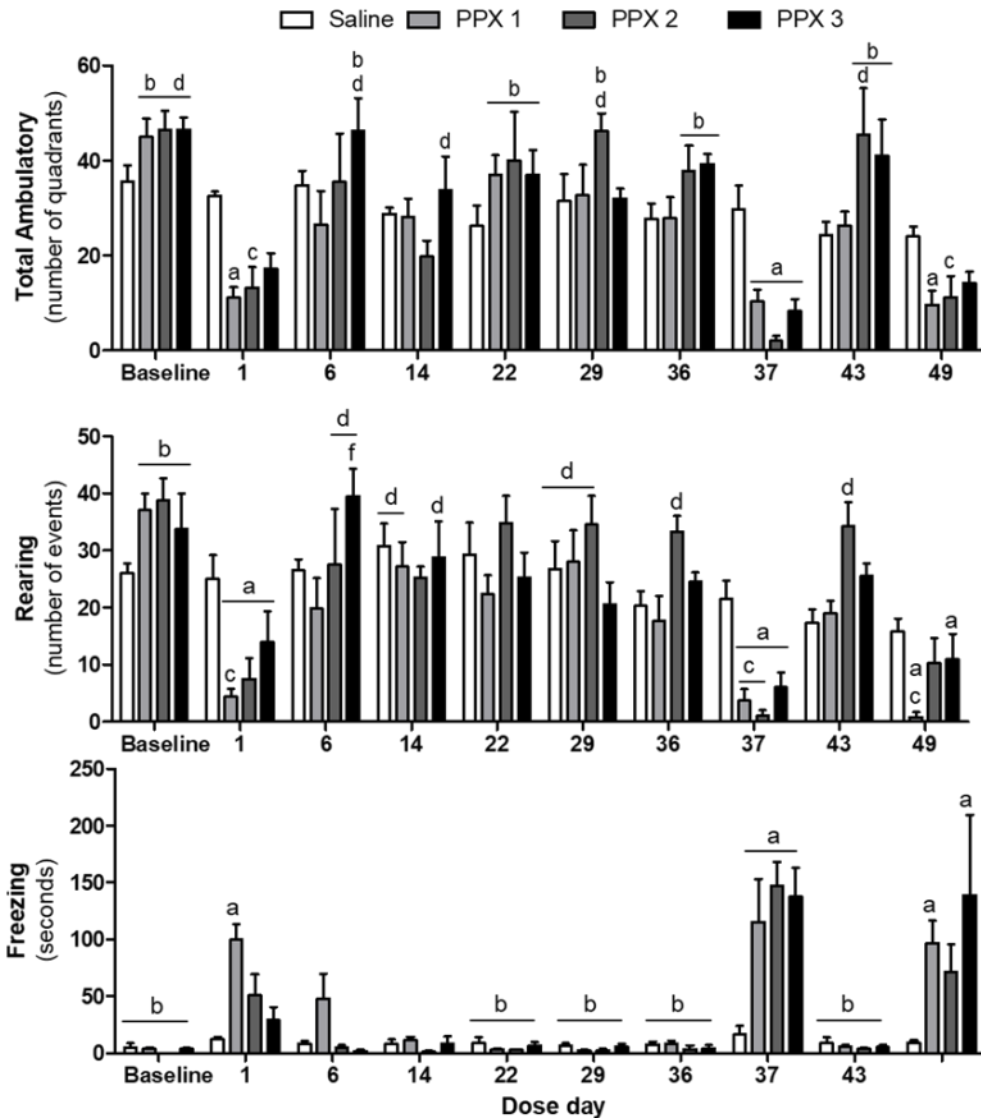 Saline PPX 1 PPX 2 PPX 3
Total Ambulatory
(number of quadrants)
60
40
20
0
b d
a c
b
d
d
b
b
d
b
a
b
d
a c
Baseline 1 6 14 22 29 36 37 43 49
Rearing
(number of events)
50
40
30
20
10
0
b
a
c
d
f
d d
d
d
a
c
d
a
a
c
Baseline 1 6 14 22 29 36 37 43 49
Freezing
(seconds)
250
200
150
100
50
0
b
a
b
b
b
a
b
a
a
Baseline 1 6 14 22 29 36 37 43
Dose day